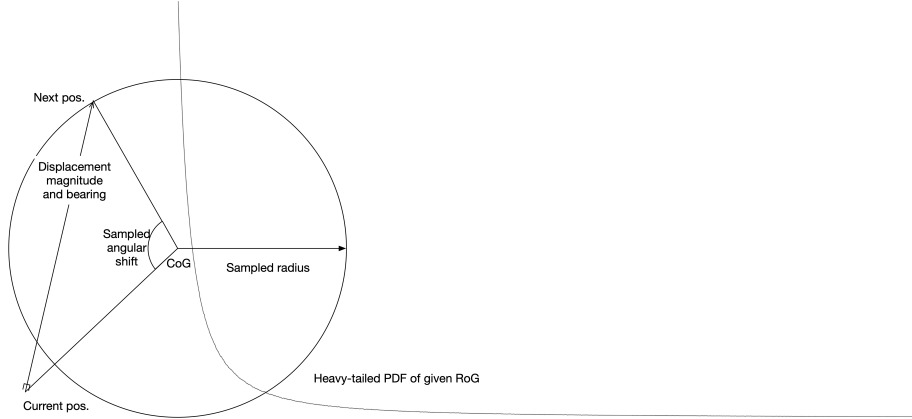 Next pos.
Displacement
magnitude
and bearing
Sampled
angular
shift
CoG
Sampled radius
Heavy-tailed PDF of given RoG
Current pos.